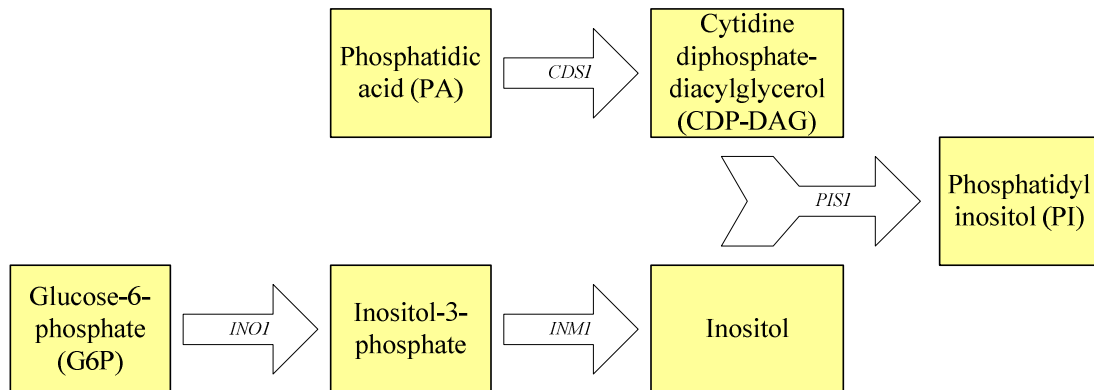 Phosphatidic
acid (PA)
CDS1
Cytidine
diphosphate-
diacylglycerol
(CDP-DAG)
PIS1
Phosphatidyl
inositol (PI)
Glucose-6-
phosphate
(G6P)
INO1
Inositol-3-
phosphate
INM1
Inositol